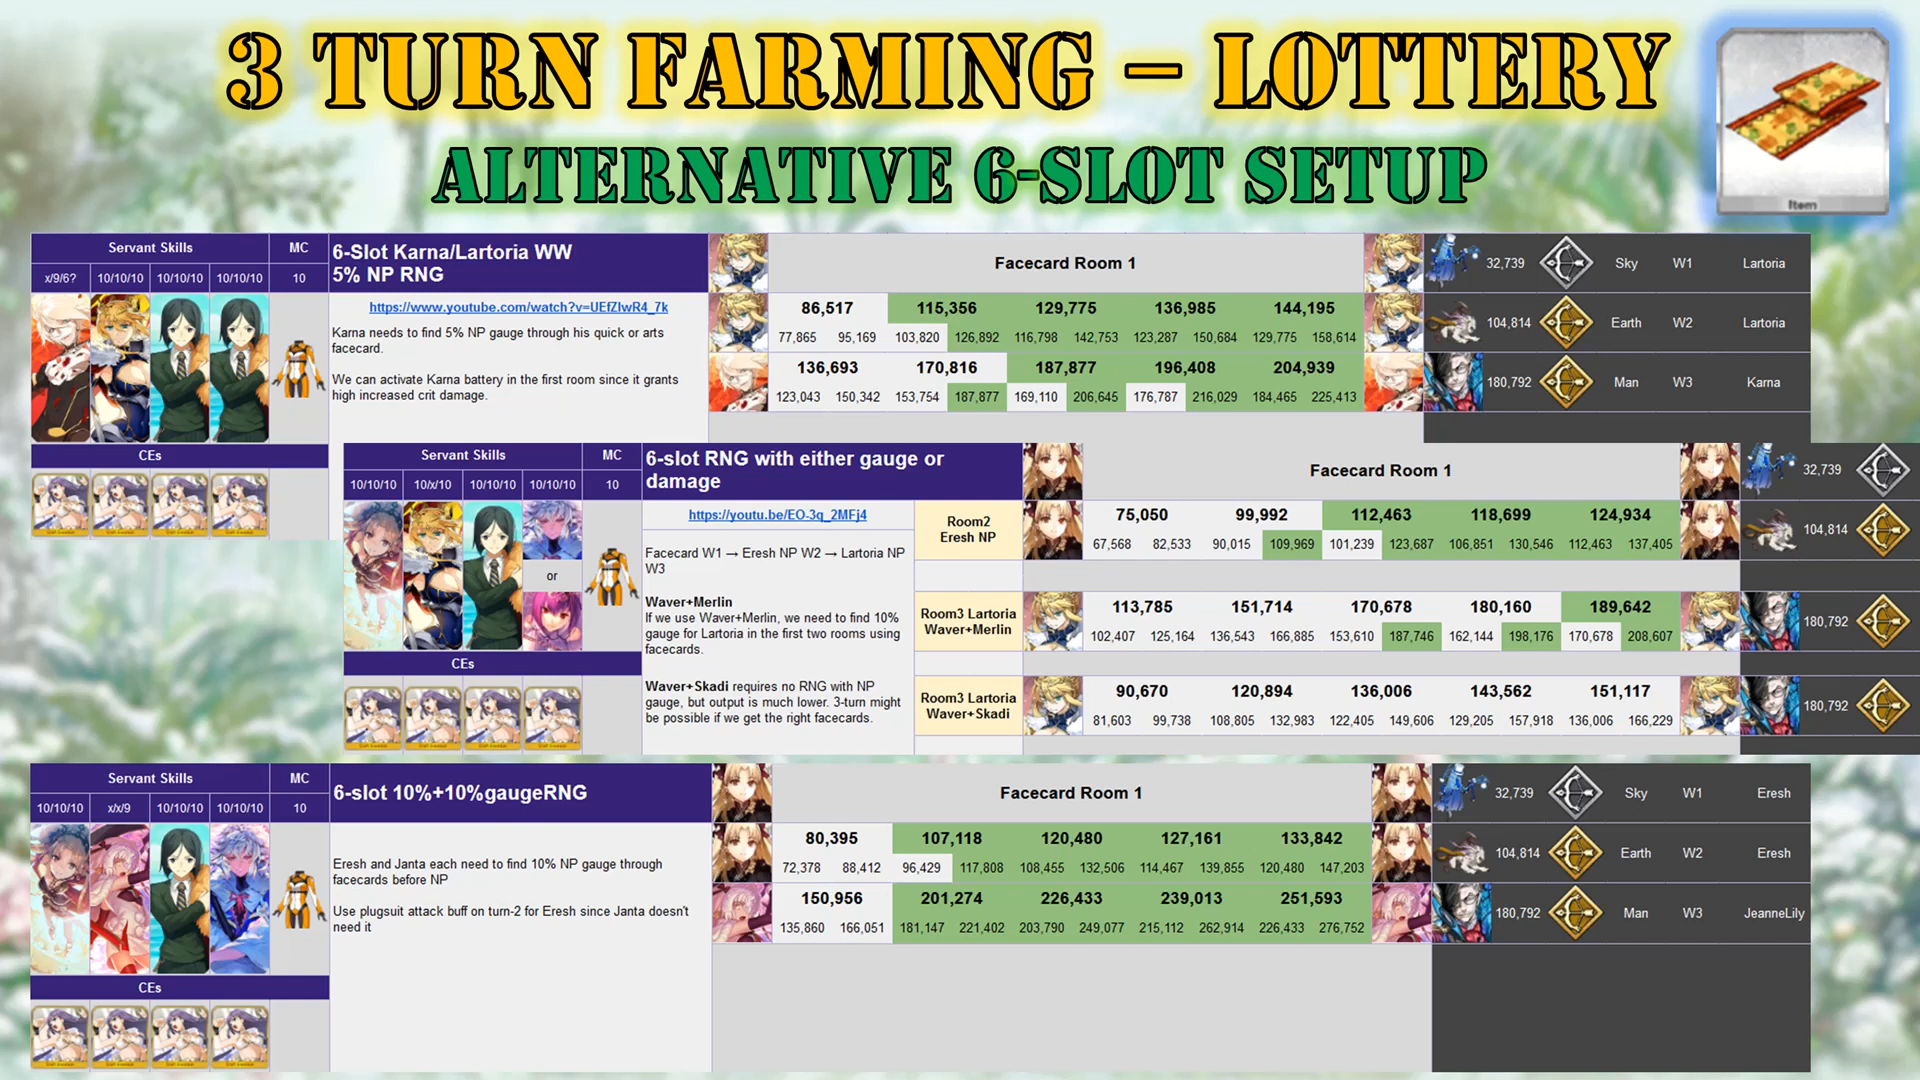 3 TURN FARMING – LOTTERY
ALTERNATIVE 6-SLOT SETUP
Item
Servant Skills MC
x/9/6? 10/10/10 10/10/10 10/10/10 10
6-Slot Karna/Lartoria WW
5% NP RNG
https://www.youtube.com/watch?v=UEfZIwR4_7k
Karna needs to find 5% NP gauge through his quick or arts
facecard.
We can activate Karna battery in the first room since it grants
high increased crit damage.
CEs
Facecard Room 1
86,517 115,356 129,775 136,985 144,195
77,865 95,169 103,820 126,892 116,798 142,753 123,287 150,684 129,775 158,614
136,693 170,816 187,877 196,408 204,939
123,043 150,342 153,754 187,877 169,110 206,645 176,787 216,029 184,465 225,413
32,739 Sky W1 Lartoria
104,814 Earth W2 Lartoria
180,792 Man W3 Karna
Servant Skills MC
10/10/10 10/x/10 10/10/10 10/10/10 10
or
CEs
6-slot RNG with either gauge or
damage
https://youtu.be/EO-3q_2MFj4
Facecard W1 → Eresh NP W2 → Lartoria NP
W3
Waver+Merlin
If we use Waver+Merlin, we need to find 10%
gauge for Lartoria in the first two rooms using
facecards.
Waver+Skadi requires no RNG with NP
gauge, but output is much lower. 3-turn might
be possible if we get the right facecards.
Facecard Room 1
Room2
Eresh NP
75,050 99,992 112,463 118,699 124,934
67,568 82,533 90,015 109,969 101,239 123,687 106,851 130,546 112,463 137,405
Room3 Lartoria
Waver+Merlin
113,785 151,714 170,678 180,160 189,642
102,407 125,164 136,543 166,885 153,610 187,746 162,144 198,176 170,678 208,607
Room3 Lartoria
Waver+Skadi
90,670 120,894 136,006 143,562 151,117
81,603 99,738 108,805 132,983 122,405 149,606 129,205 157,918 136,006 166,229
32,739
104,814
180,792
180,792
Servant Skills MC
10/10/10 x/x/9 10/10/10 10/10/10 10
CEs
6-slot 10%+10%gaugeRNG
Eresh and Janta each need to find 10% NP gauge through
facecards before NP
Use plugsuit attack buff on turn-2 for Eresh since Janta doesn't
need it
Facecard Room 1
80,395 107,118 120,480 127,161 133,842
72,378 88,412 96,429 117,808 108,455 132,506 114,467 139,855 120,480 147,203
150,956 201,274 226,433 239,013 251,593
135,860 166,051 181,147 221,402 203,790 249,077 215,112 262,914 226,433 276,752
32,739 Sky W1 Eresh
104,814 Earth W2 Eresh
180,792 Man W3 JeanneLily